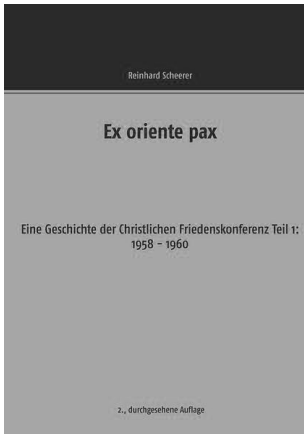 Reinhard Scheerer
Ex oriente pax
Eine Geschichte der Christlichen Friedenskonferenz Teil 1:
1958 – 1960
2., durchgesehene Auflage